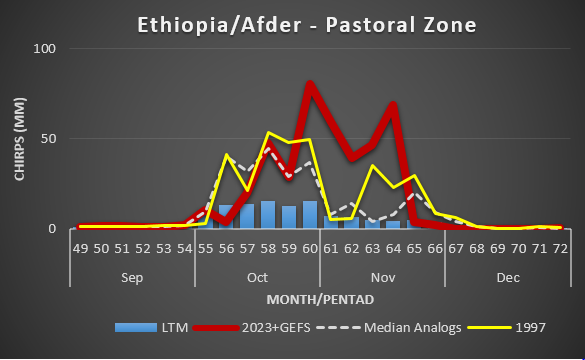 Ethiopia/Afder - Pastoral Zone
100
50
0
CHIRPS (MM)
49 50 51 52 53 54 55 56 57 58 59 60 61 62 63 64 65 66 67 68 69 70 71 72
Sep Oct Nov Dec
MONTH/PENTAD
LTM 2023+GEFS Median Analogs 1997